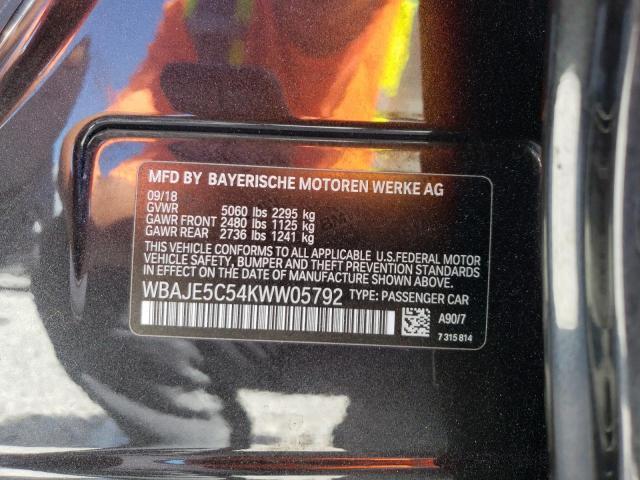 MFD BY BAYERISCHE MOTOREN WERKE AG
09/18
GVWR 5060 lbs 2295 kg
GAWR FRONT 2480 lbs 1125 kg
GAWR REAR 2736 lbs 1241 kg
THIS VEHICLE CONFORMS TO ALL APPLICABLE U.S.FEDERAL MOTOR
VEHICLE SAFETY, BUMPER AND THEFT PREVENTION STANDARDS
IN EFFECT ON THE DATE OF MANUFACTURE SHOWN ABOVE.
WBAJE5C54KWW05792 TYPE: PASSENGER CAR
A90/7
7 315 814